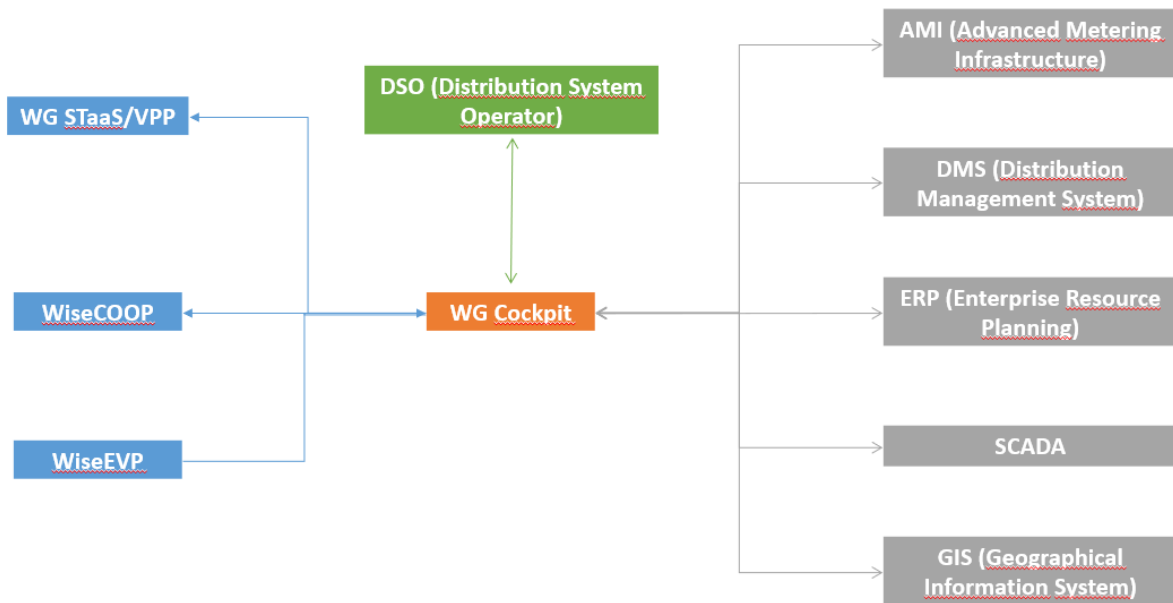 WG STaaS/VPP
WiseCOOP
WiseEVP
DSO (Distribution System
Operator)
WG Cockpit
AMI (Advanced Metering
Infrastructure)
DMS (Distribution
Management System)
ERP (Enterprise Resource
Planning)
SCADA
GIS (Geographical
Information System)